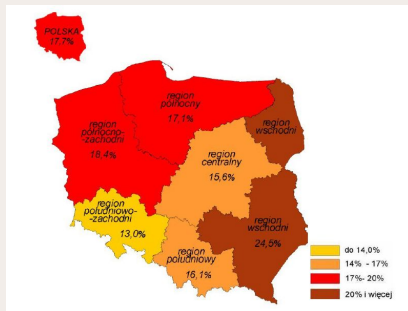 POLSKA
17,7%
region
północny
17,1%
region
wschodni
region
północno-
zachodni
18,4%
region
centralny
15,6%
region
południowo-
-zachodni
13,0%
region
wschodni
24,5%
region
południowy
16,1%
do 14,0%
14% - 17%
17%- 20%
20% i więcej